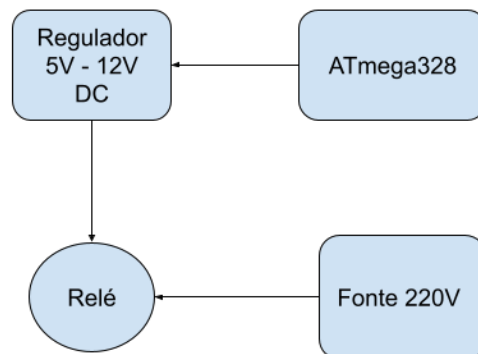 Regulador
5V - 12V
DC
ATmega328
Relé
Fonte 220V